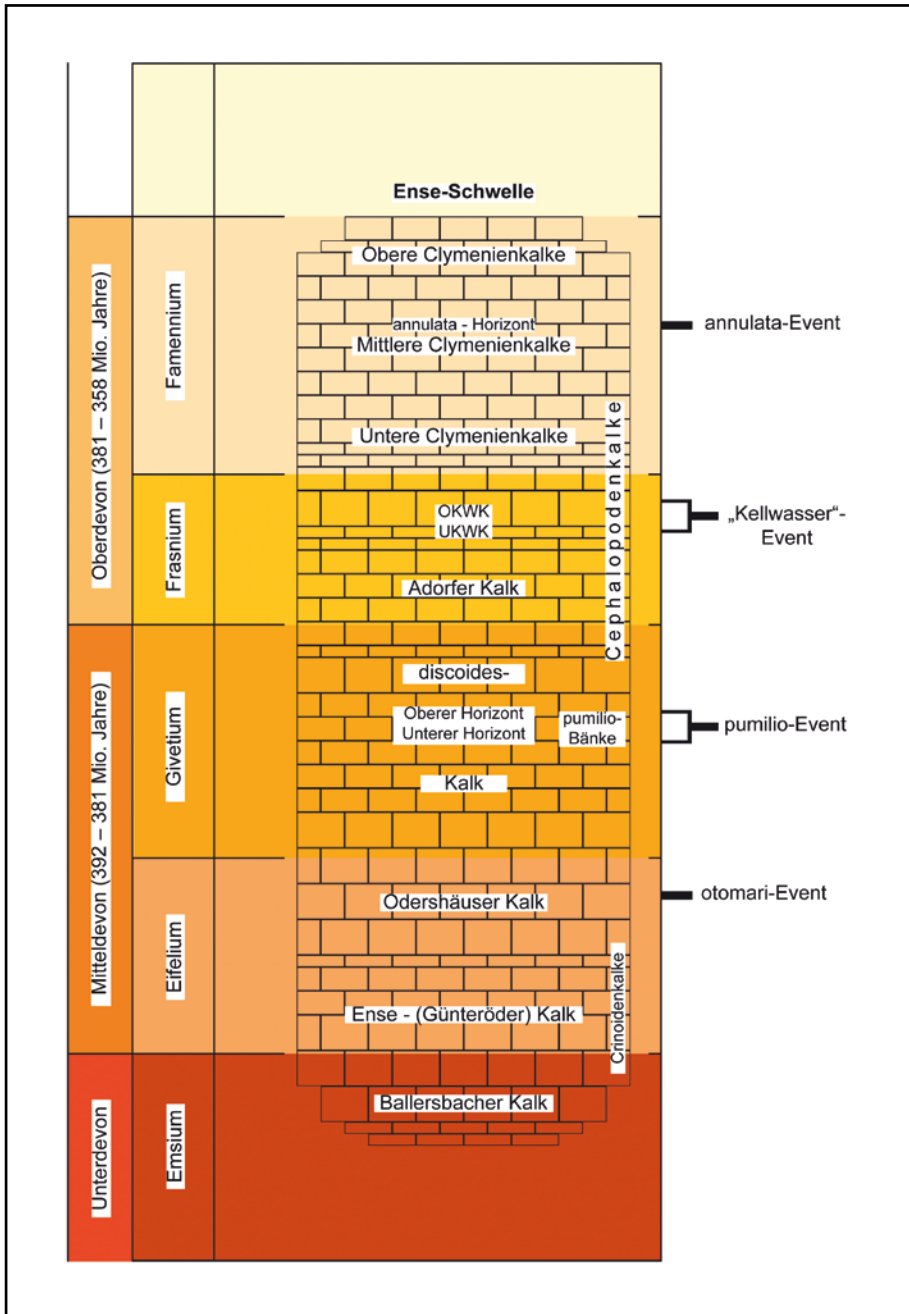 Ense-Schwelle
Oberdevon (381 – 358 Mio. Jahre)
Famennium
Obere Clymenienkalke
annulata - Horizont
Mittlere Clymenienkalke
annulata-Event
Untere Clymenienkalke
Cephalopodenkalke
Frasnium
OKWK
UKWK
„Kellwasser“-
Event
Adorfer Kalk
Mitteldevon (392 – 381 Mio. Jahre)
Givetium
discoides-
Oberer Horizont
Unterer Horizont
pumilio-
Bänke
pumilio-Event
Kalk
Eifelium
Odershäuser Kalk
otomari-Event
Ense - (Günteröder) Kalk
Crinoidenkalke
Unterdevon
Emsium
Ballersbacher Kalk